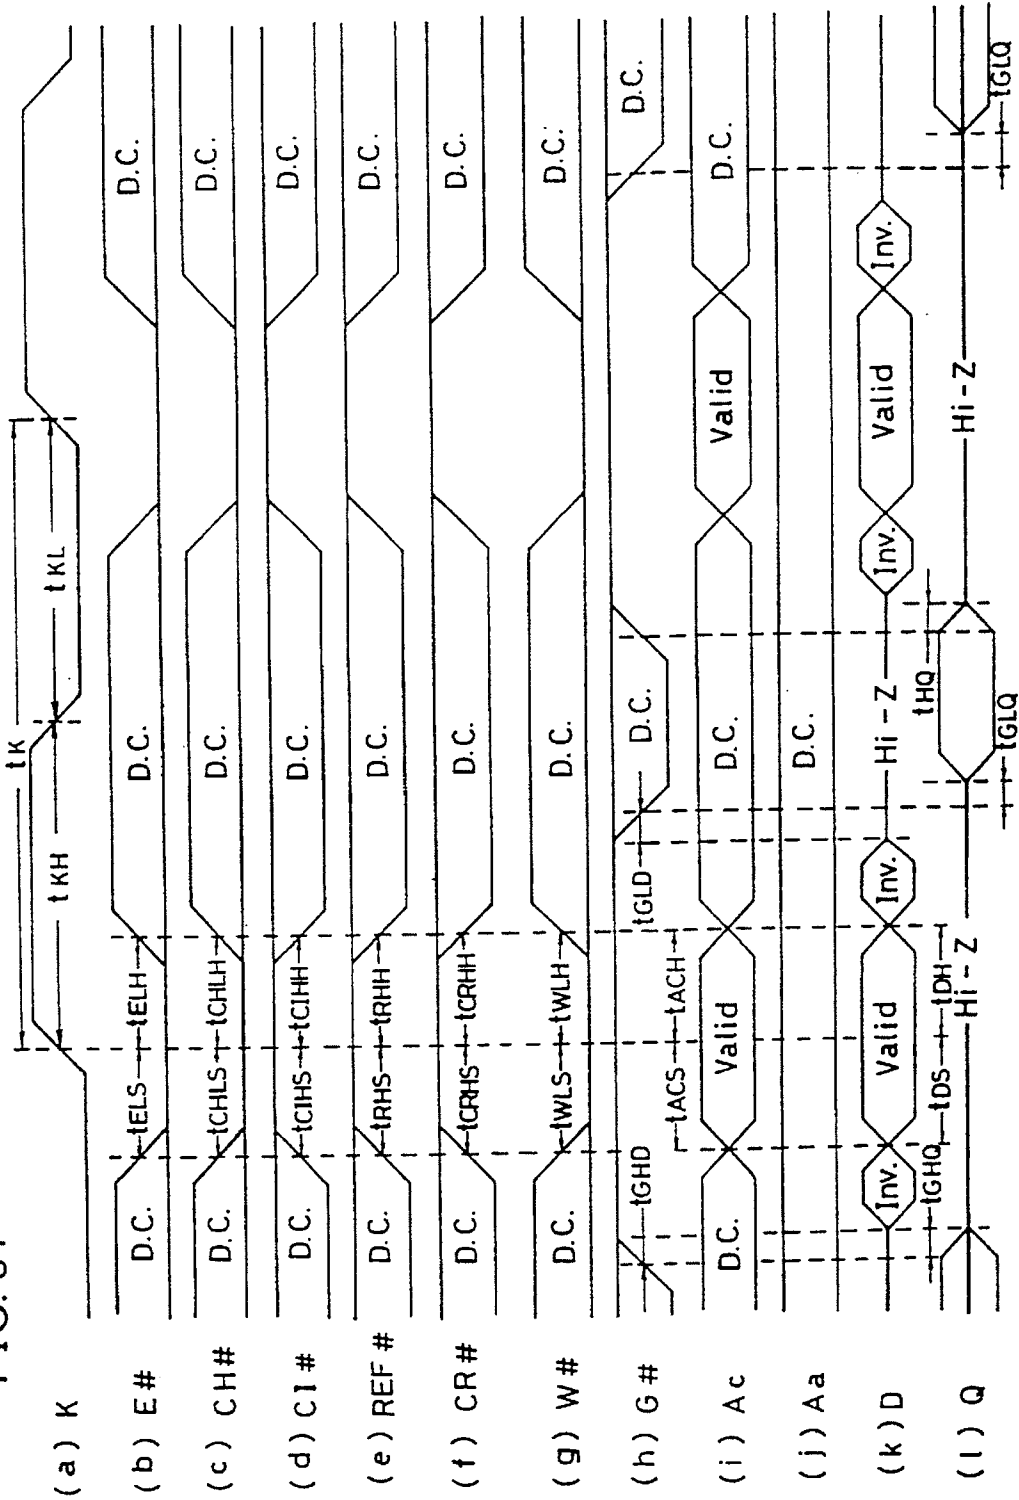 tK
(a) K tKH tKL
(b) E# D.C. tELS tELH D.C. D.C.
(c) CH# D.C. tCHLS tCHLH D.C. D.C.
(d) CI# D.C. tCIHS tCIHH D.C. D.C.
(e) REF# D.C. tRHS tRHH D.C. D.C.
(f) CR# D.C. tCRHS tCRHH D.C. D.C.
(g) W# D.C. tWLS tWLH D.C. D.C.
(h) G# tGHD tGLD D.C. D.C.
tACS tACH
(i) Ac D.C. Valid D.C. Valid D.C.
(j) Aa D.C.
(k) D Inv. Valid Inv. Hi-Z Inv. Valid Inv.
tGHQ tDS tDH tHQ
(l) Q Hi-Z Hi-Z
tGLQ tGLQ